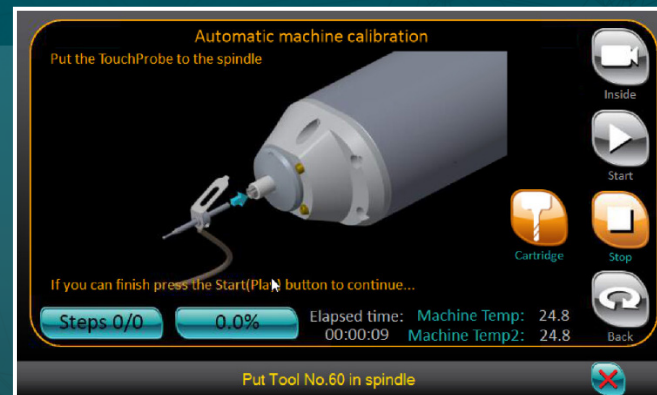 Automatic machine calibration
Put the TouchProbe to the spindle
Inside
Start
Cartridge
Stop
If you can finish press the Start(Play) button to continue...
Steps 0/0
0.0%
Elapsed time:
00:00:09
Machine Temp: 24.8
Machine Temp2: 24.8
Back
Put Tool No.60 in spindle